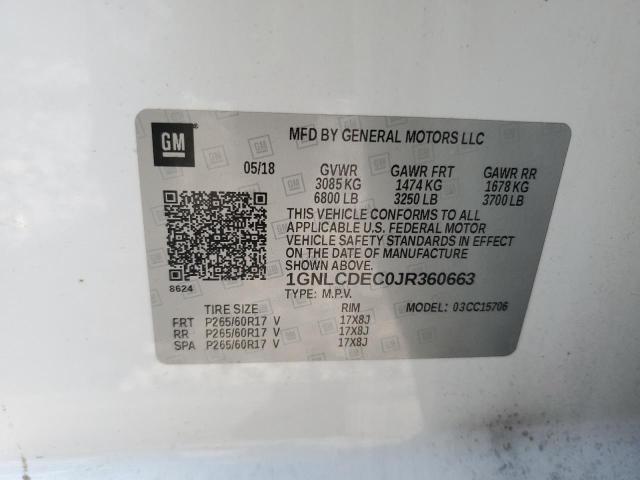 GM
MFD BY GENERAL MOTORS LLC
05/18 GVWR GAWR FRT GAWR RR
3085 KG 1474 KG 1678 KG
6800 LB 3250 LB 3700 LB
THIS VEHICLE CONFORMS TO ALL
APPLICABLE U.S. FEDERAL MOTOR
VEHICLE SAFETY STANDARDS IN EFFECT
ON THE DATE OF MANUFACTURE
SHOWN ABOVE.
8624
1GNLCDEC0JR360663
TYPE: M.P.V. MODEL: 03CC15706
TIRE SIZE RIM
FRT P265/60R17 V 17X8J
RR P265/60R17 V 17X8J
SPA P265/60R17 V 17X8J